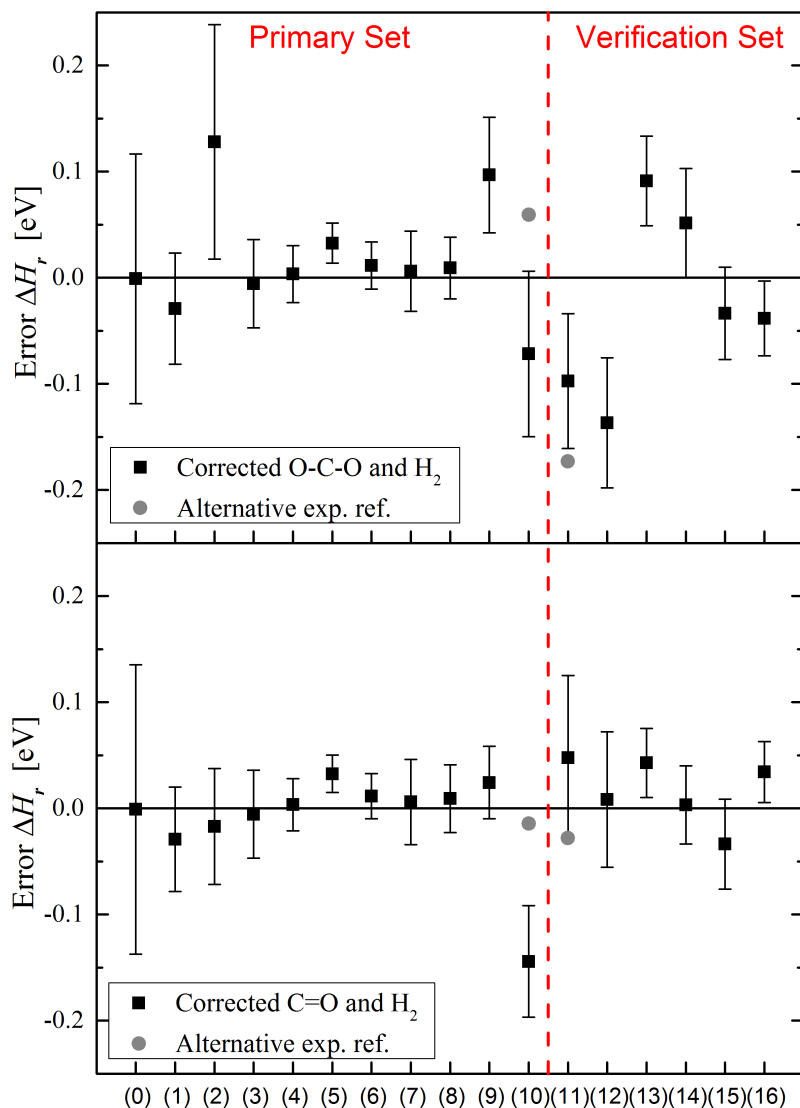 Primary Set Verification Set
0.2
0.1
0.0
-0.1
-0.2
Error ΔHr [eV]
Corrected O-C-O and H2
Alternative exp. ref.
0.2
0.1
0.0
-0.1
-0.2
Error ΔHr [eV]
Corrected C=O and H2
Alternative exp. ref.
(0) (1) (2) (3) (4) (5) (6) (7) (8) (9) (10) (11) (12) (13) (14) (15) (16)